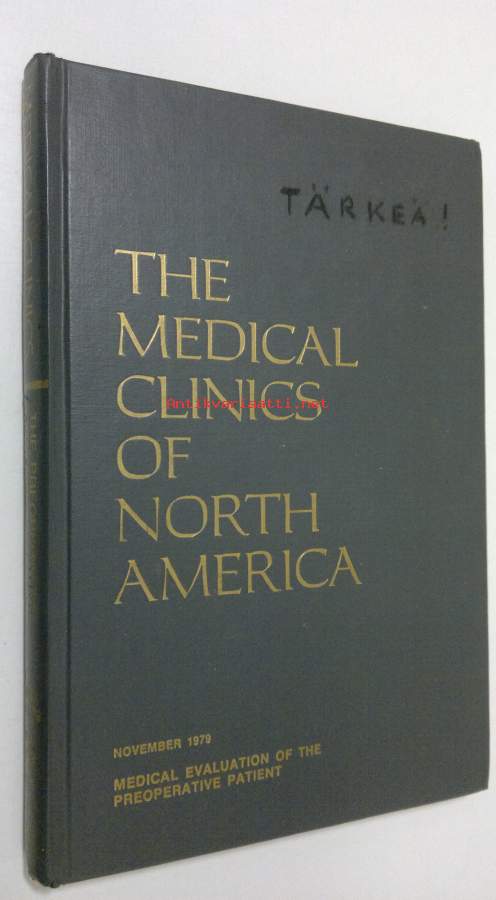 TÄRKEÄ!
THE
MEDICAL
CLINICS
OF
NORTH
AMERICA
Antikvariaatti.net
NOVEMBER 1979
MEDICAL EVALUATION OF THE
PREOPERATIVE PATIENT